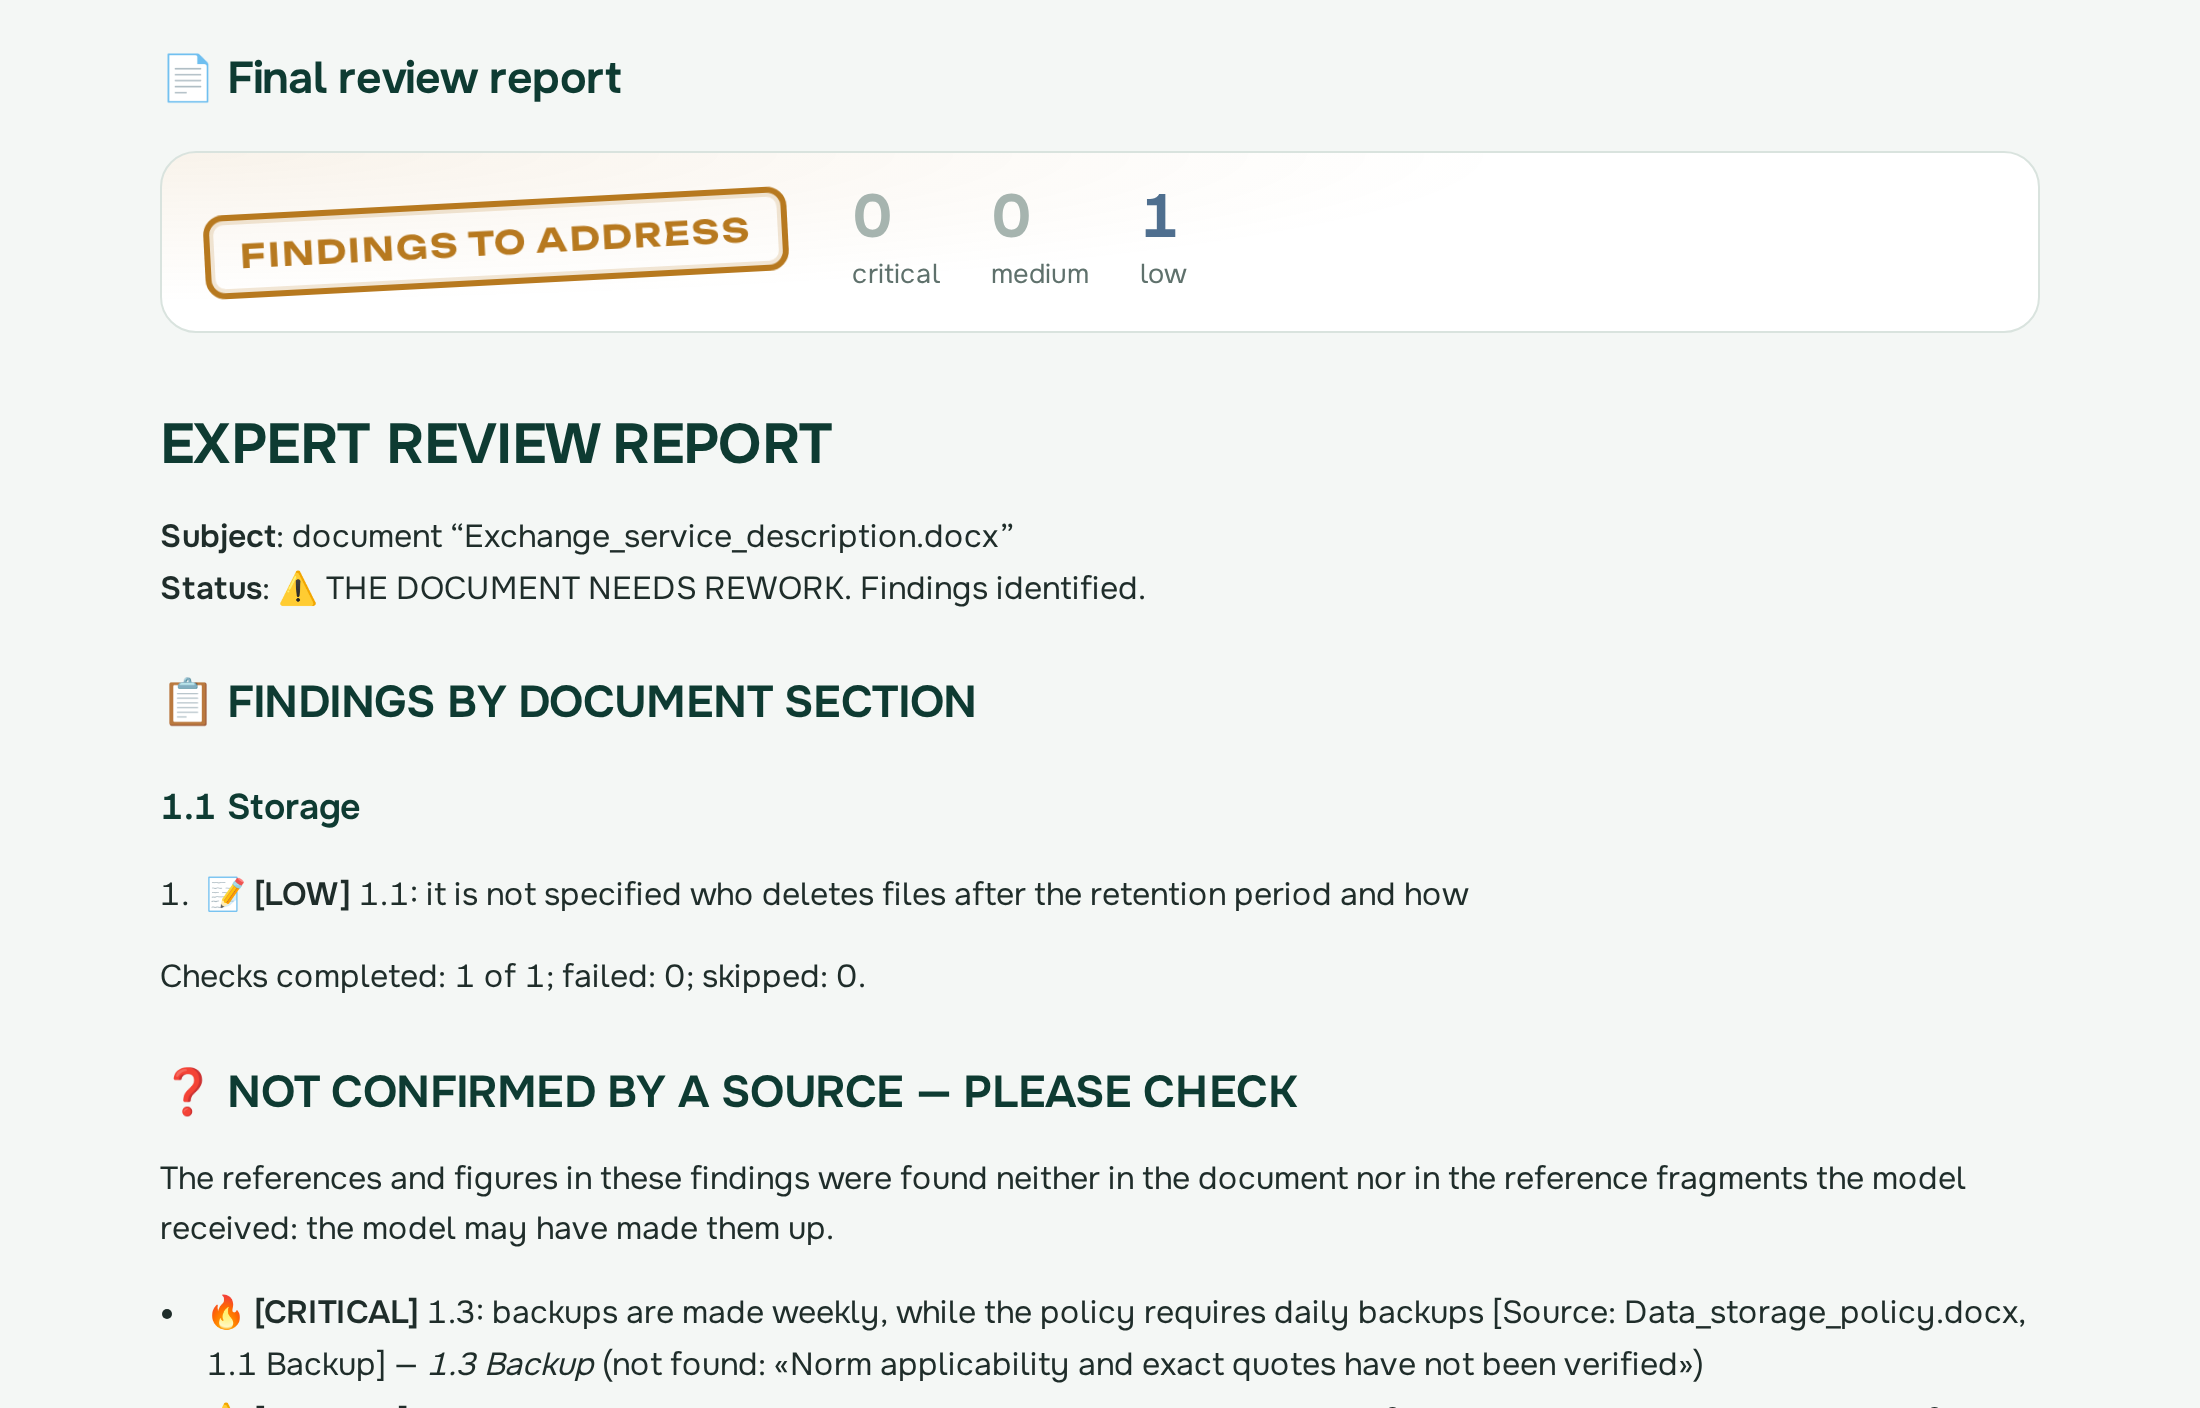 📄 Final review report
FINDINGS TO ADDRESS
0 0 1
critical medium low
EXPERT REVIEW REPORT
Subject: document “Exchange_service_description.docx”
Status: ⚠️ THE DOCUMENT NEEDS REWORK. Findings identified.
📋 FINDINGS BY DOCUMENT SECTION
1.1 Storage
1. 📝 [LOW] 1.1: it is not specified who deletes files after the retention period and how
Checks completed: 1 of 1; failed: 0; skipped: 0.
❓ NOT CONFIRMED BY A SOURCE — PLEASE CHECK
The references and figures in these findings were found neither in the document nor in the reference fragments the model
received: the model may have made them up.
• 🔥 [CRITICAL] 1.3: backups are made weekly, while the policy requires daily backups [Source: Data_storage_policy.docx,
1.1 Backup] — 1.3 Backup (not found: «Norm applicability and exact quotes have not been verified»)